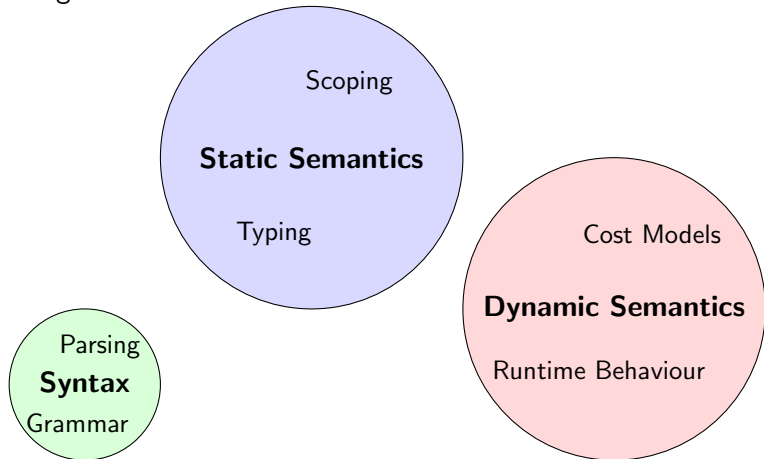 Scoping
Static Semantics
Typing
Cost Models
Dynamic Semantics
Runtime Behaviour
Parsing
Syntax
Grammar